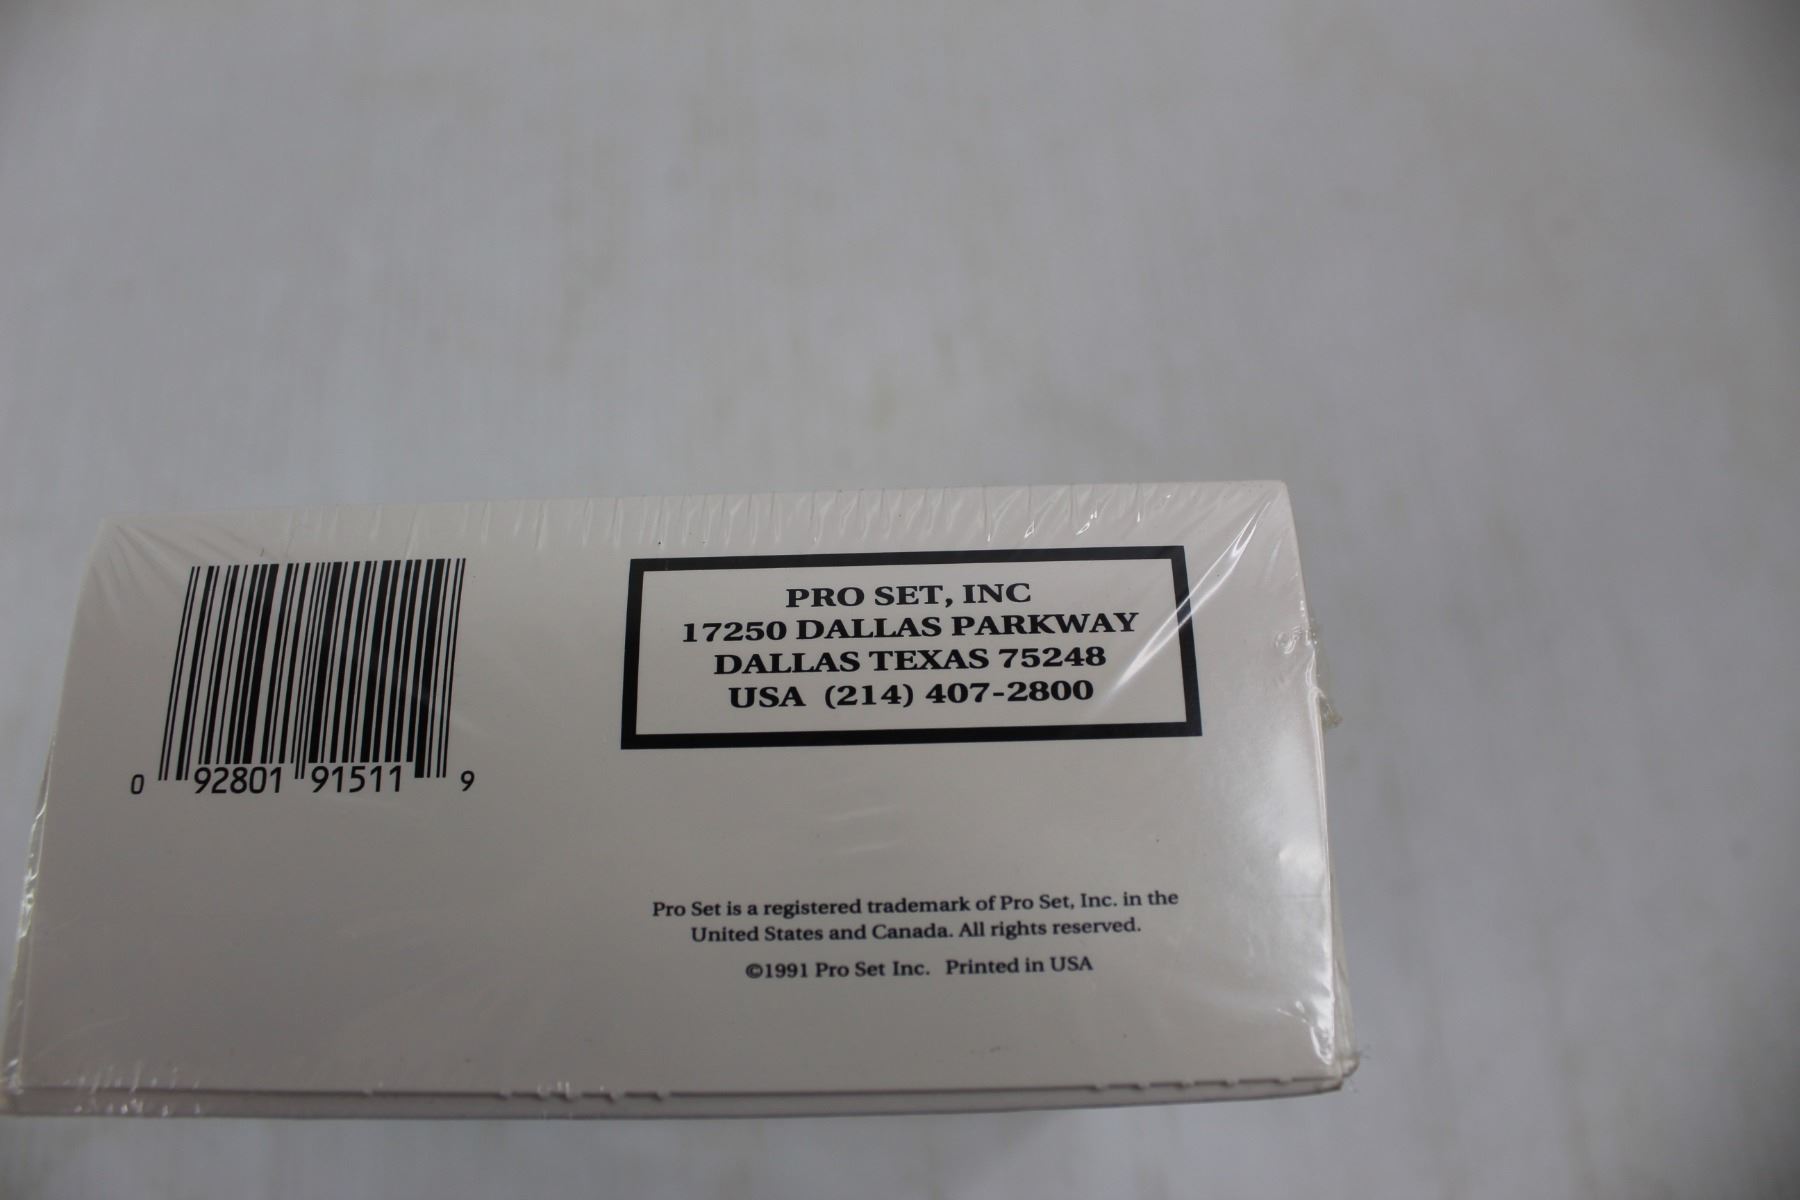 PRO SET, INC
17250 DALLAS PARKWAY
DALLAS TEXAS 75248
USA (214) 407-2800
0 92801 91511 9
Pro Set is a registered trademark of Pro Set, Inc. in the
United States and Canada. All rights reserved.
©1991 Pro Set Inc. Printed in USA